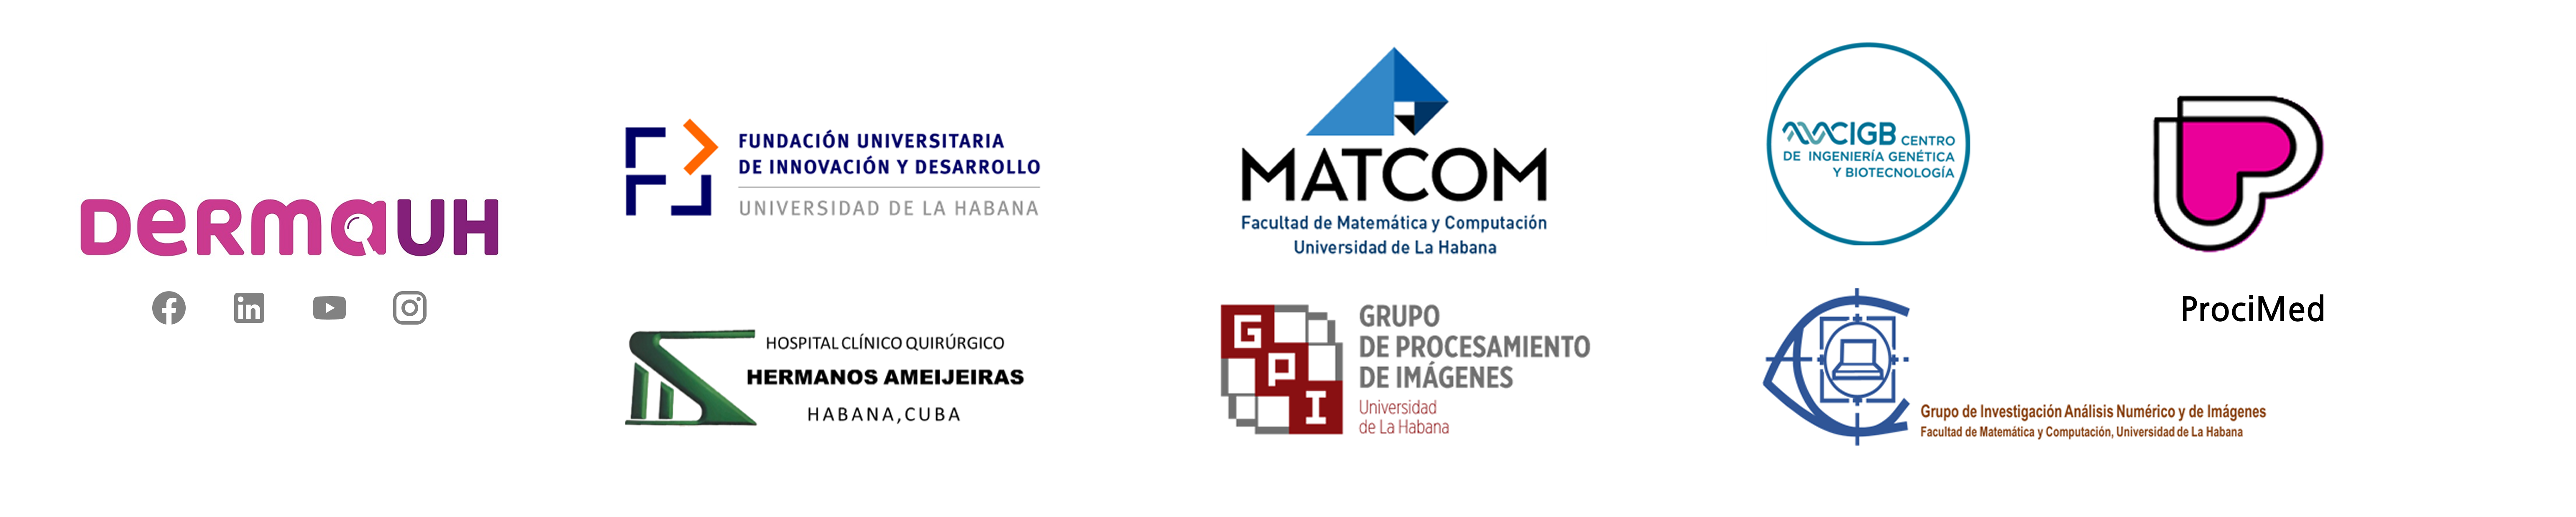 DermaUH
FUNDACIÓN UNIVERSITARIA
DE INNOVACIÓN Y DESARROLLO
UNIVERSIDAD DE LA HABANA
HOSPITAL CLÍNICO QUIRÚRGICO
HERMANOS AMEIJEIRAS
HABANA, CUBA
MATCOM
Facultad de Matemática y Computación
Universidad de La Habana
GPI
GRUPO
DE PROCESAMIENTO
DE IMÁGENES
Universidad
de La Habana
CIGB CENTRO
DE INGENIERÍA GENÉTICA
Y BIOTECNOLOGÍA
Grupo de Investigación Análisis Numérico y de Imágenes
Facultad de Matemática y Computación, Universidad de La Habana
ProciMed